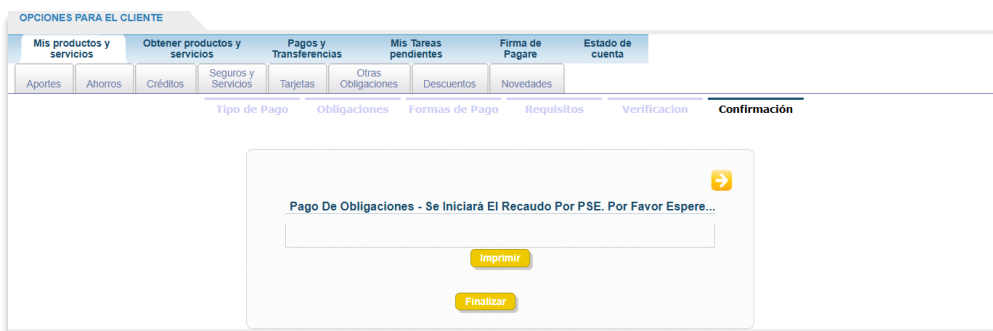 OPCIONES PARA EL CLIENTE
Mis productos y servicios
Obtener productos y servicios
Pagos y Transferencias
Mis Tareas pendientes
Firma de Pagare
Estado de cuenta
Aportes
Ahorros
Créditos
Seguros y Servicios
Tarjetas
Otras Obligaciones
Descuentos
Novedades
Tipo de Pago
Obligaciones
Formas de Pago
Requisitos
Verificacion
Confirmación
Pago De Obligaciones - Se Iniciará El Recaudo Por PSE. Por Favor Espere...
Imprimir
Finalizar